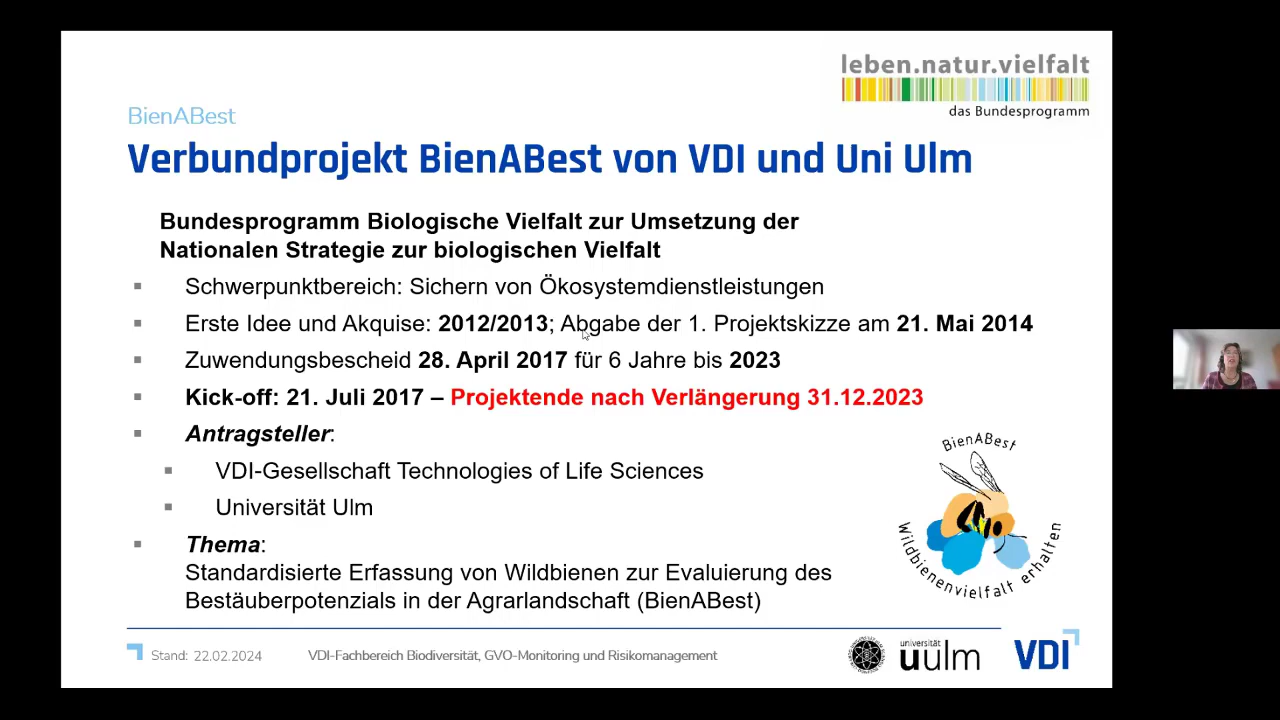 leben.natur.vielfalt
das Bundesprogramm
BienABest
Verbundprojekt BienABest von VDI und Uni Ulm
Bundesprogramm Biologische Vielfalt zur Umsetzung der
Nationalen Strategie zur biologischen Vielfalt
Schwerpunktbereich: Sichern von Ökosystemdienstleistungen
Erste Idee und Akquise: 2012/2013; Abgabe der 1. Projektskizze am 21. Mai 2014
Zuwendungsbescheid 28. April 2017 für 6 Jahre bis 2023
Kick-off: 21. Juli 2017 – Projektende nach Verlängerung 31.12.2023
Antragsteller:
VDI-Gesellschaft Technologies of Life Sciences
Universität Ulm
Thema:
Standardisierte Erfassung von Wildbienen zur Evaluierung des
Bestäuberpotenzials in der Agrarlandschaft (BienABest)
BienABest
Wildbienenvielfalt erhalten
Stand: 22.02.2024
VDI-Fachbereich Biodiversität, GVO-Monitoring und Risikomanagement
universität
uulm
VDI